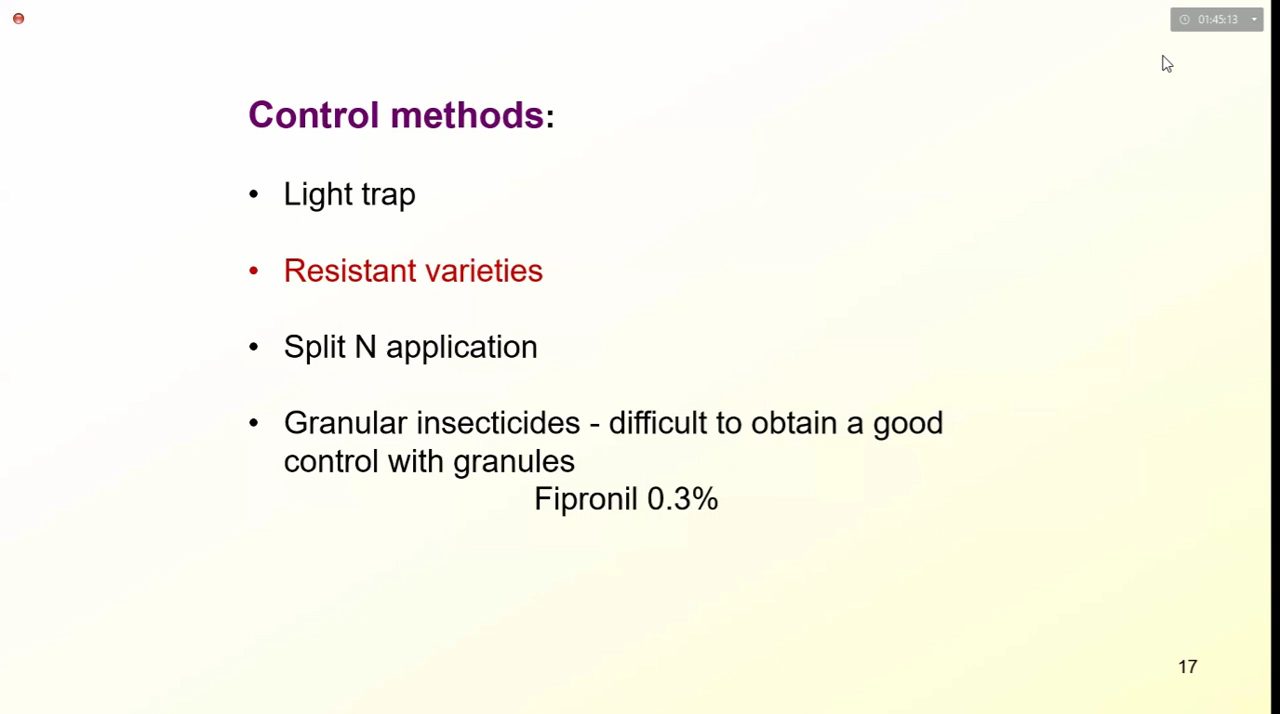 01:45:13
Control methods:
• Light trap
• Resistant varieties
• Split N application
• Granular insecticides - difficult to obtain a good
control with granules
Fipronil 0.3%
17